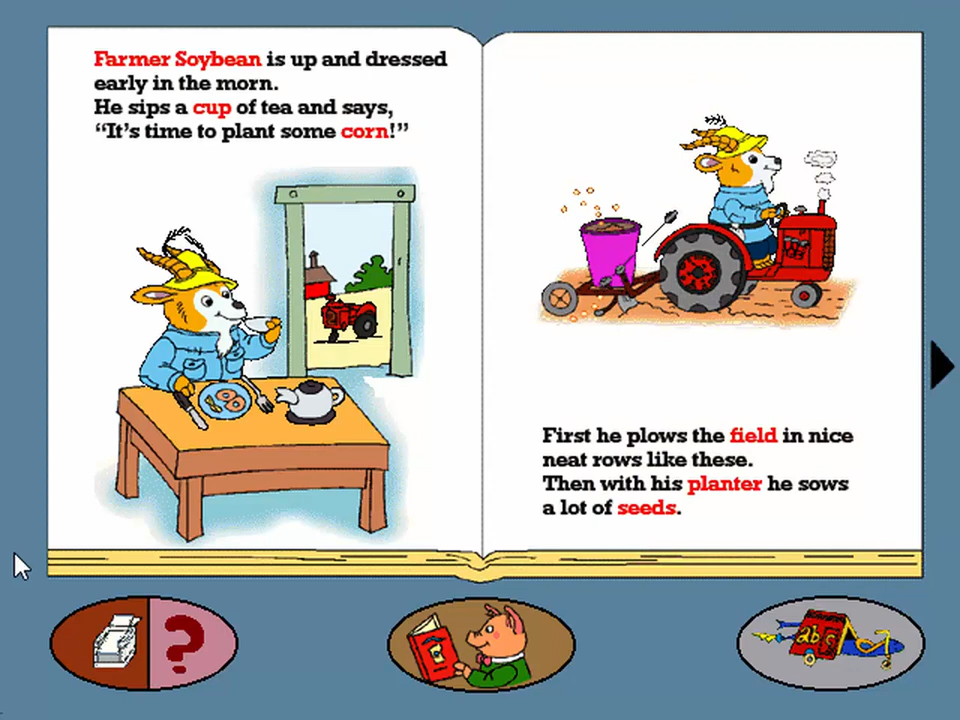 Farmer Soybean is up and dressed
early in the morn.
He sips a cup of tea and says,
“It’s time to plant some corn!”
First he plows the field in nice
neat rows like these.
Then with his planter he sows
a lot of seeds.
?
abc